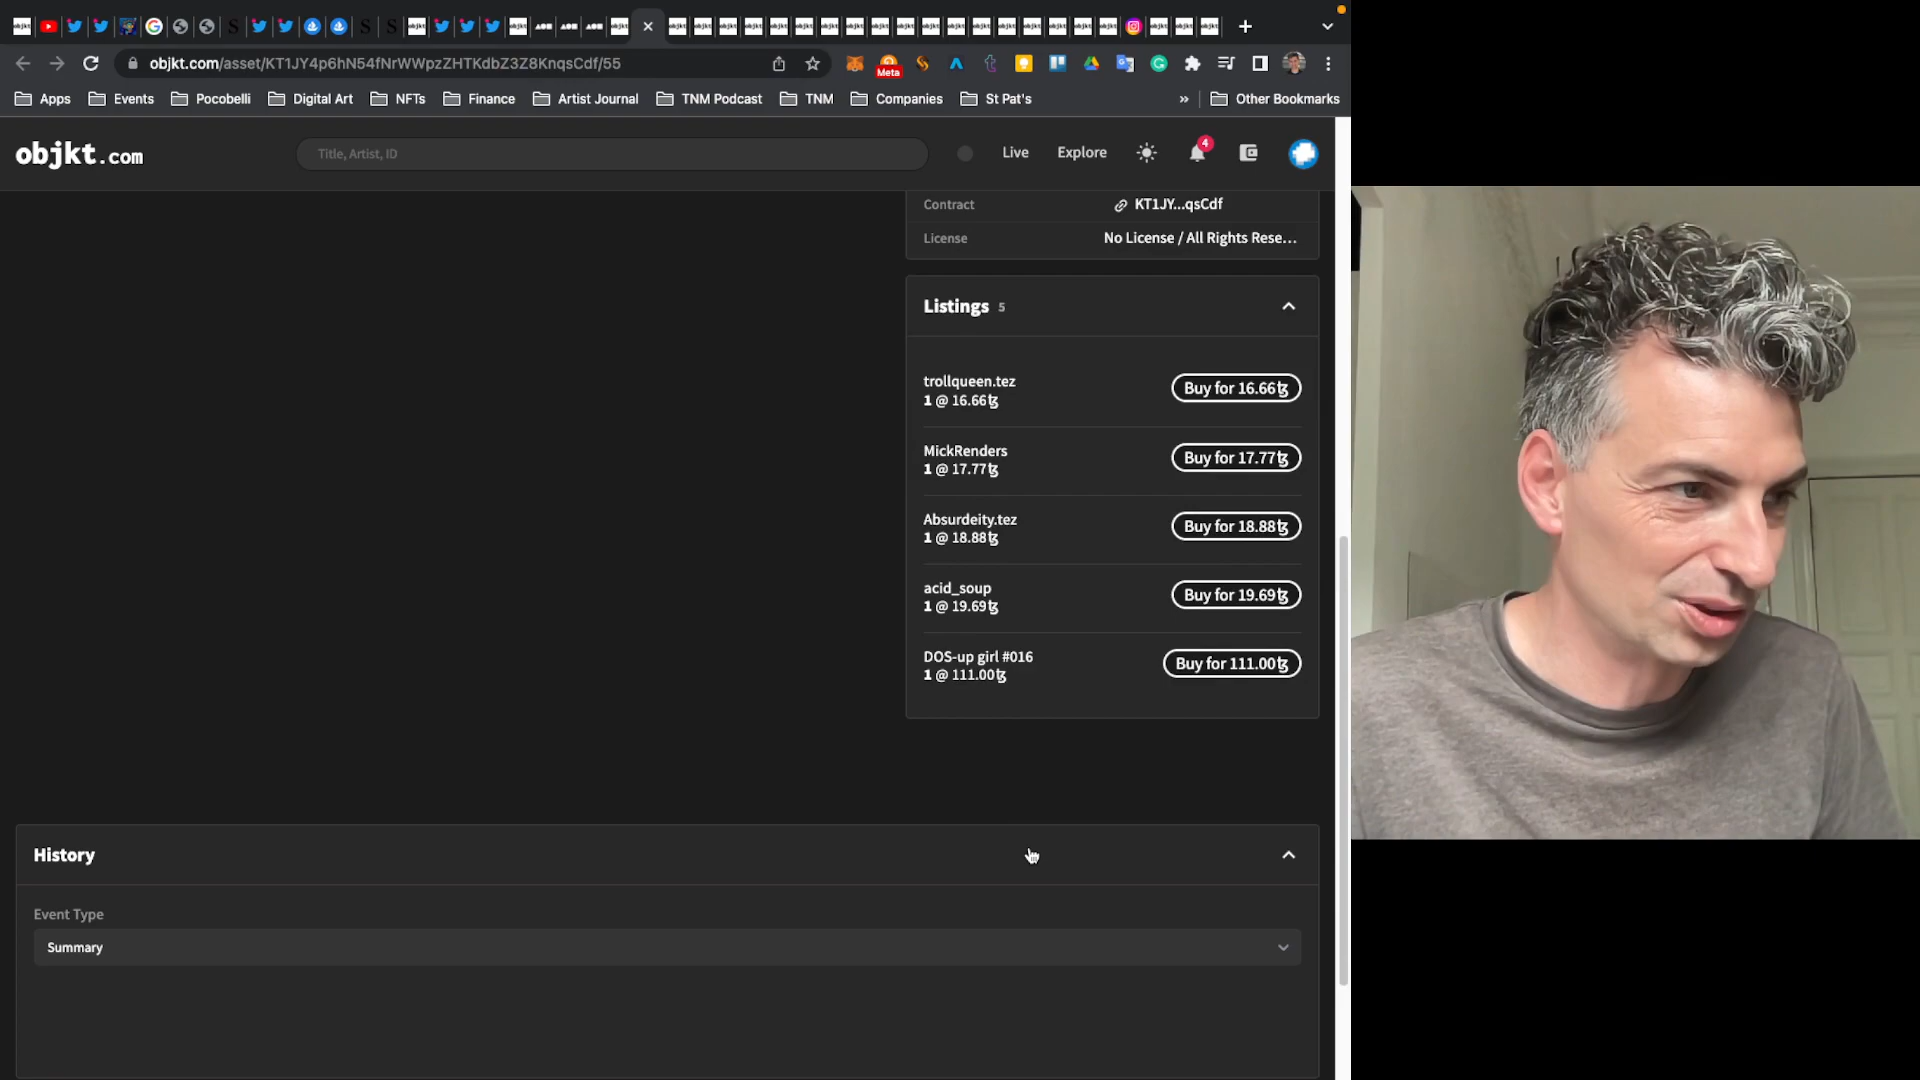 objkt.com/asset/KT1JY4p6hN54fNrWWpzZHTKdbZ3Z8KnqsCdf/55
Meta
Apps
Events
Pocobelli
Digital Art
NFTs
Finance
Artist Journal
TNM Podcast
TNM
Companies
St Pat's
»
Other Bookmarks
objkt.com
Title, Artist, ID
Live
Explore
4
Contract
KT1JY...qsCdf
License
No License / All Rights Rese...
Listings 5
trollqueen.tez
1 @ 16.66ꜩ
Buy for 16.66ꜩ
MickRenders
1 @ 17.77ꜩ
Buy for 17.77ꜩ
Absurdeity.tez
1 @ 18.88ꜩ
Buy for 18.88ꜩ
acid_soup
1 @ 19.69ꜩ
Buy for 19.69ꜩ
DOS-up girl #016
1 @ 111.00ꜩ
Buy for 111.00ꜩ
History
Event Type
Summary